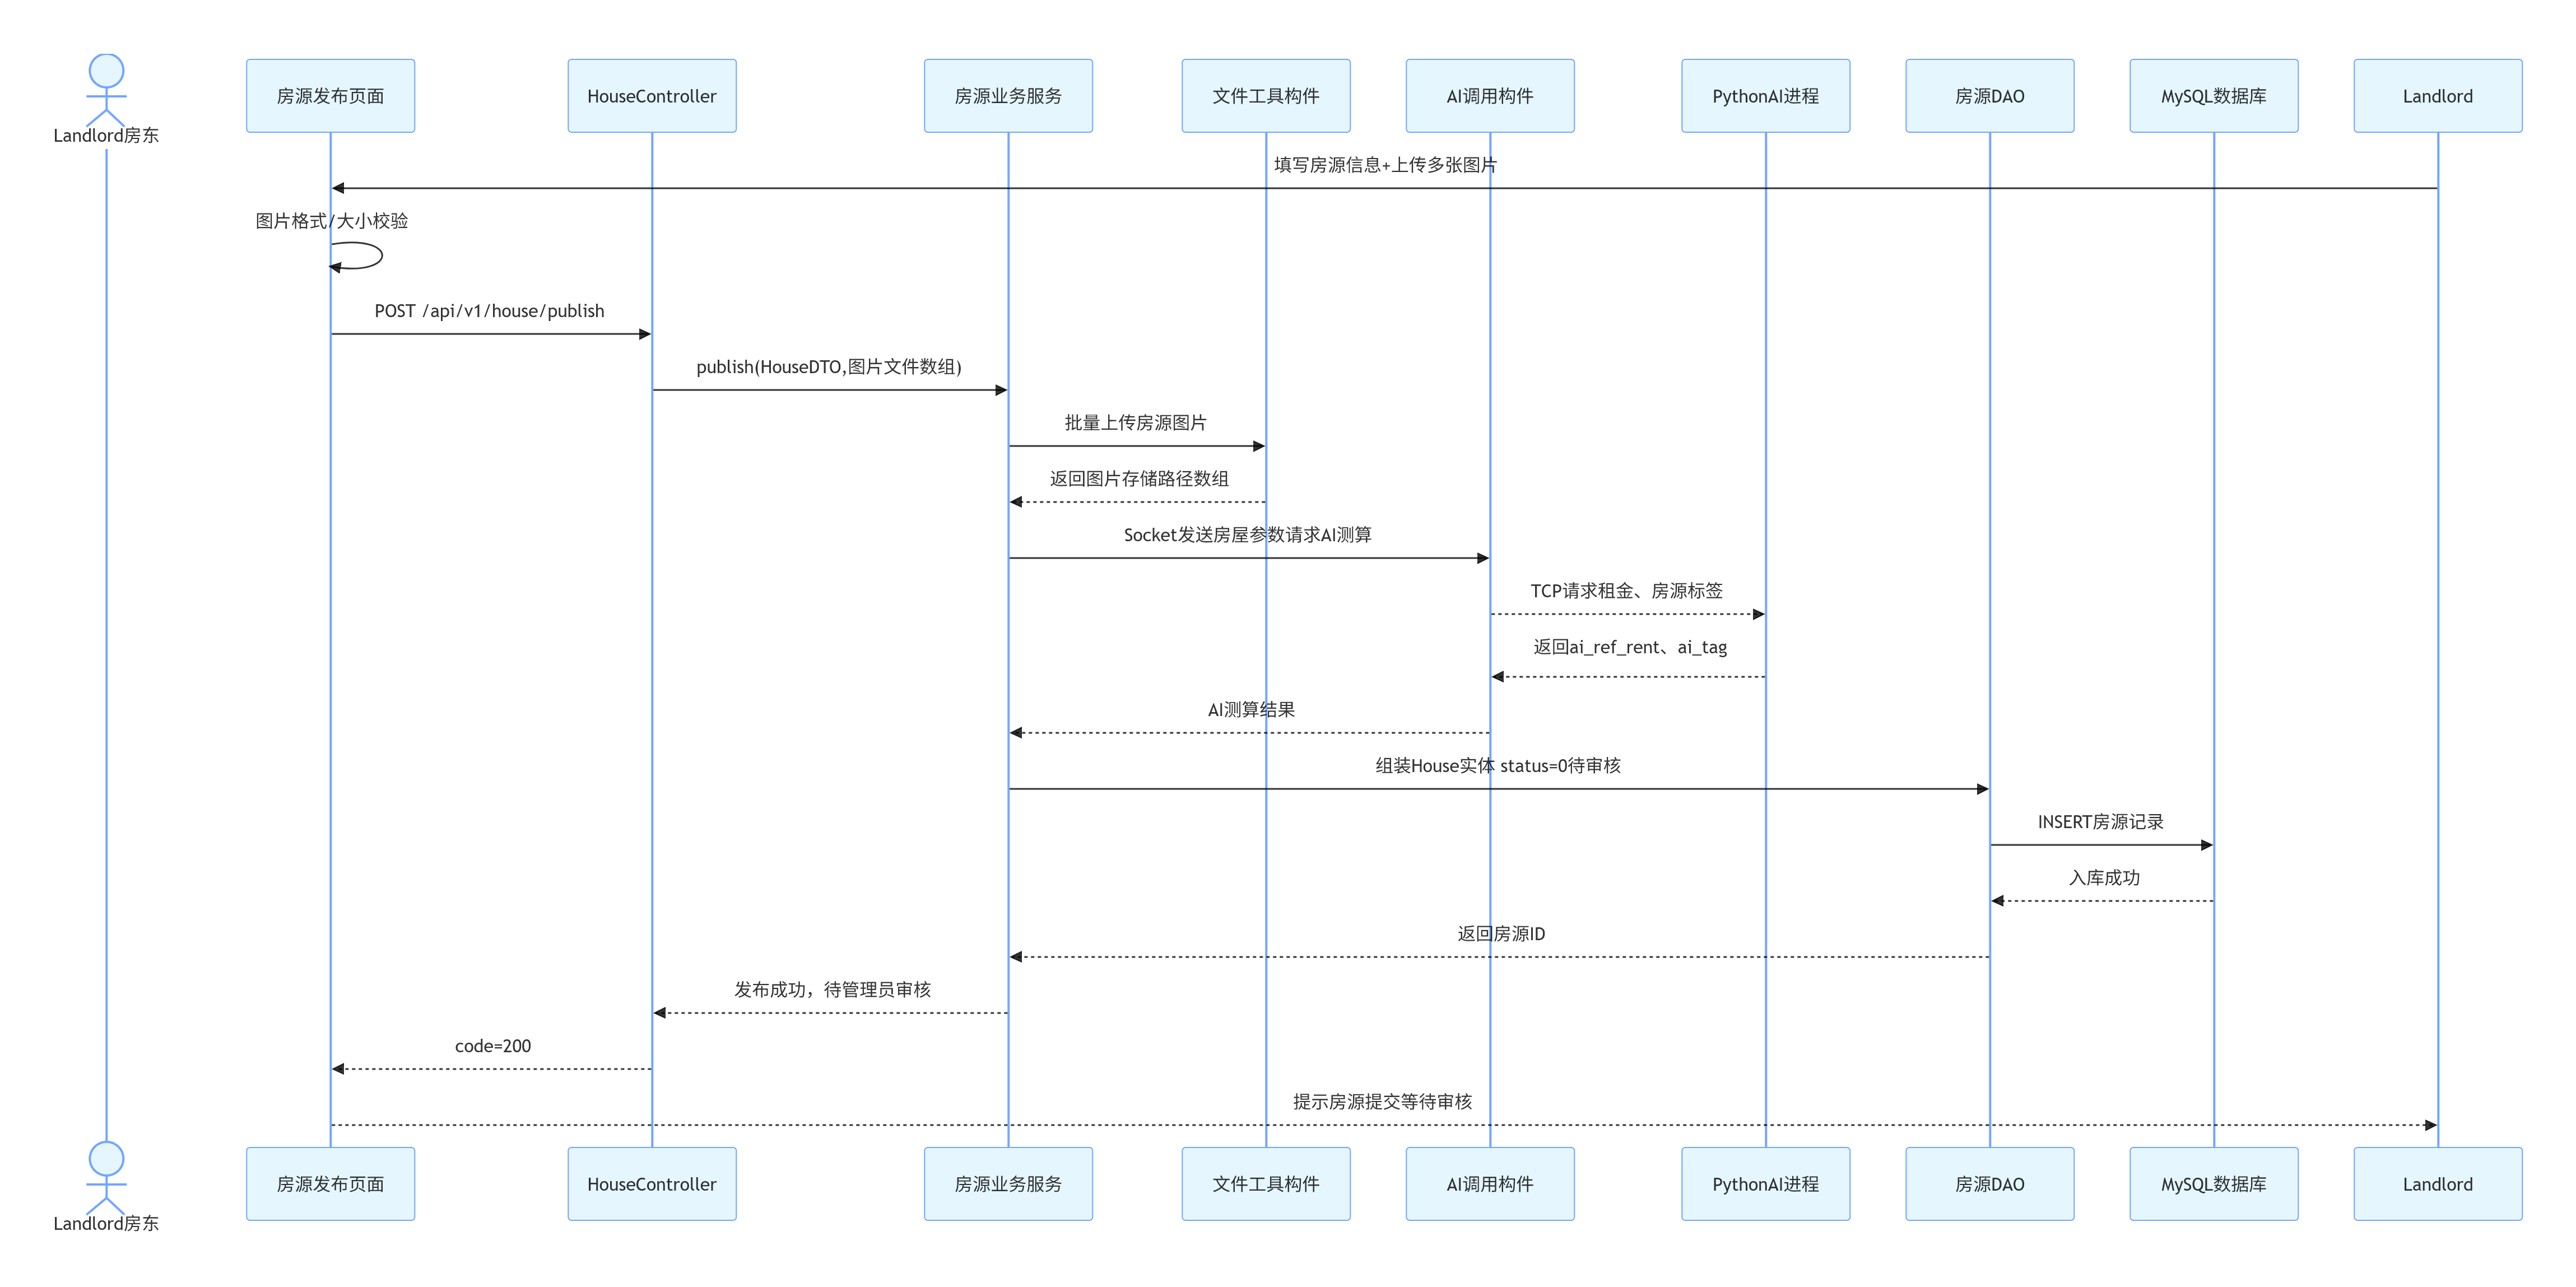 Landlord房东
房源发布页面
HouseController
房源业务服务
文件工具构件
AI调用构件
PythonAI进程
房源DAO
MySQL数据库
Landlord
填写房源信息+上传多张图片
图片格式/大小校验
POST /api/v1/house/publish
publish(HouseDTO,图片文件数组)
批量上传房源图片
返回图片存储路径数组
Socket发送房屋参数请求AI测算
TCP请求租金、房源标签
返回ai_ref_rent、ai_tag
AI测算结果
组装House实体 status=0待审核
INSERT房源记录
入库成功
返回房源ID
发布成功，待管理员审核
code=200
提示房源提交等待审核
Landlord房东
房源发布页面
HouseController
房源业务服务
文件工具构件
AI调用构件
PythonAI进程
房源DAO
MySQL数据库
Landlord